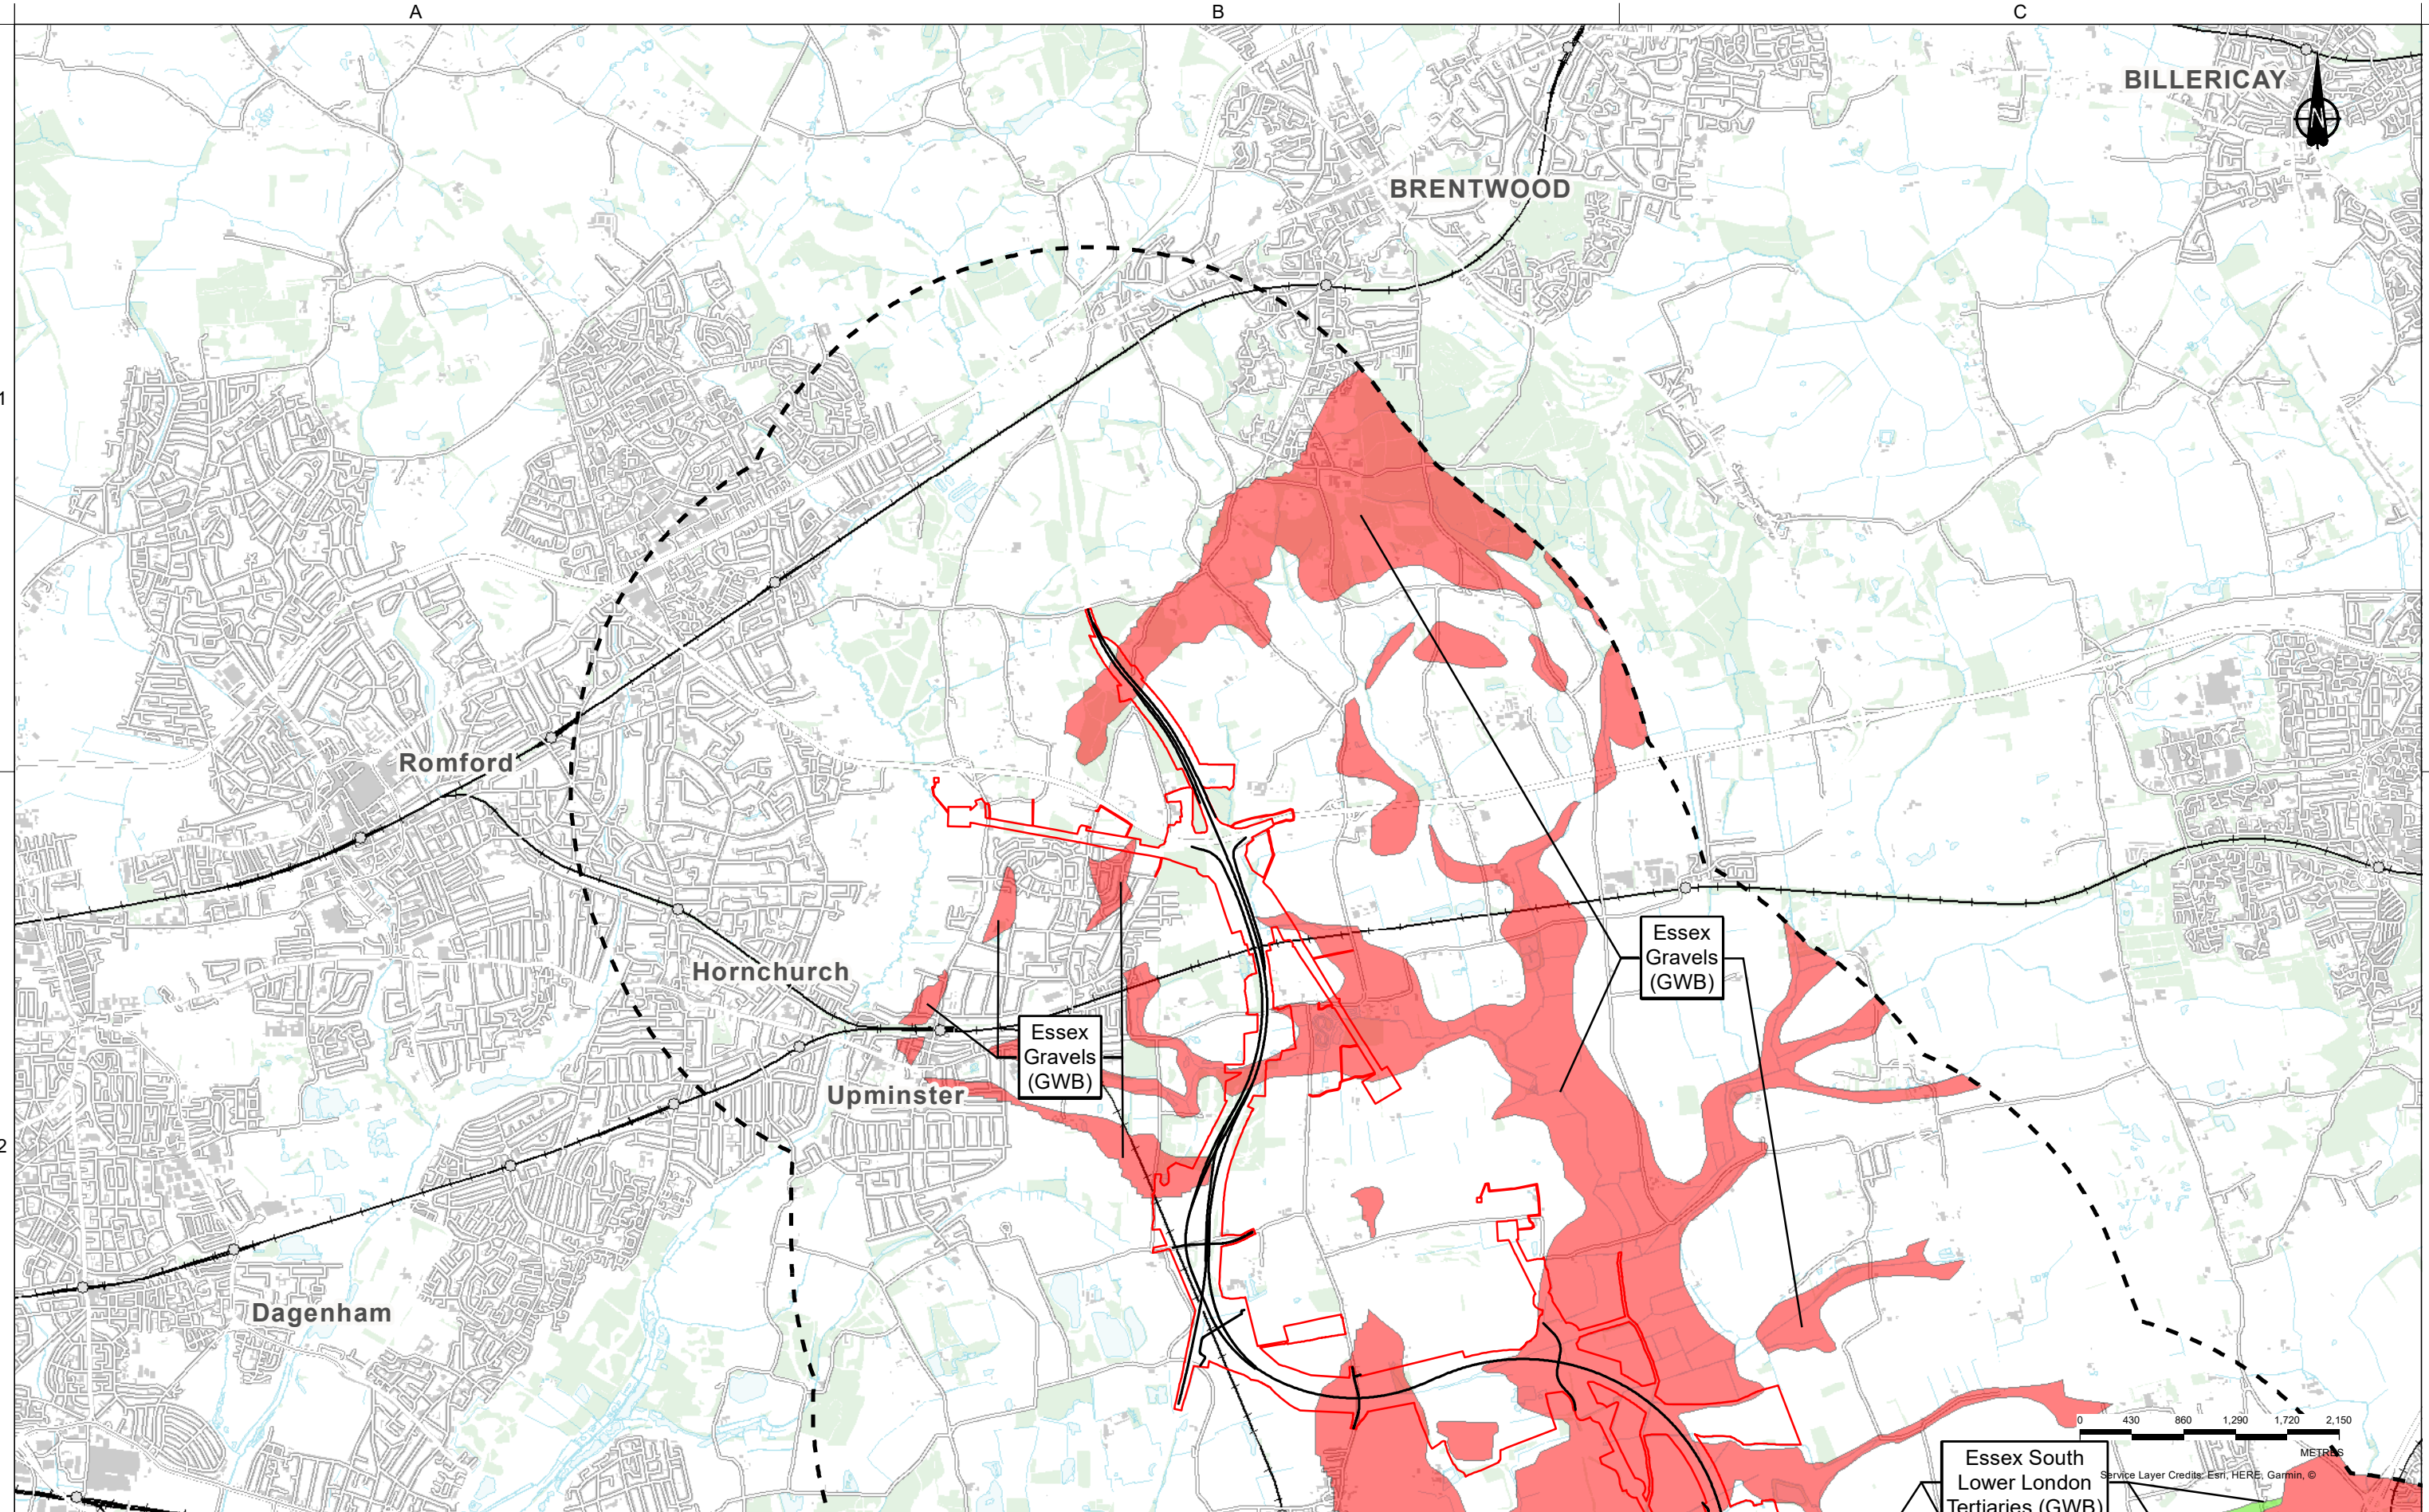 A
B
C
BILLERICAY
N
BRENTWOOD
1
Romford
Essex
Gravels
(GWB)
Hornchurch
Essex
Gravels
(GWB)
Upminster
2
Dagenham
0 430 860 1,290 1,720 2,150
METRES
Essex South
Lower London
Tertiaries (GWB)
Service Layer Credits: Esri, HERE, Garmin, ©